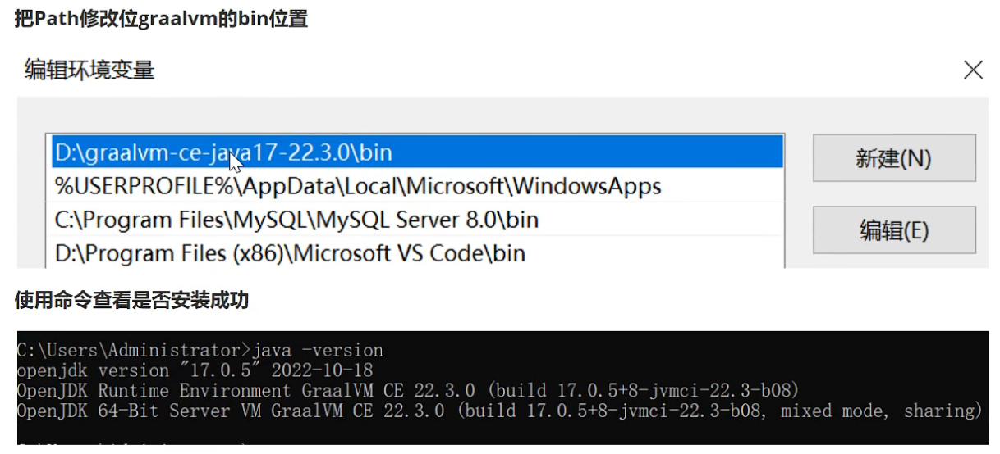 把Path修改位graalvm的bin位置
编辑环境变量
D:\graalvm-ce-java17-22.3.0\bin
新建(N)
%USERPROFILE%\AppData\Local\Microsoft\WindowsApps
C:\Program Files\MySQL\MySQL Server 8.0\bin
编辑(E)
D:\Program Files (x86)\Microsoft VS Code\bin
使用命令查看是否安装成功
C:\Users\Administrator>java -version
openjdk version "17.0.5" 2022-10-18
OpenJDK Runtime Environment GraalVM CE 22.3.0 (build 17.0.5+8-jvmci-22.3-b08)
OpenJDK 64-Bit Server VM GraalVM CE 22.3.0 (build 17.0.5+8-jvmci-22.3-b08, mixed mode, sharing)